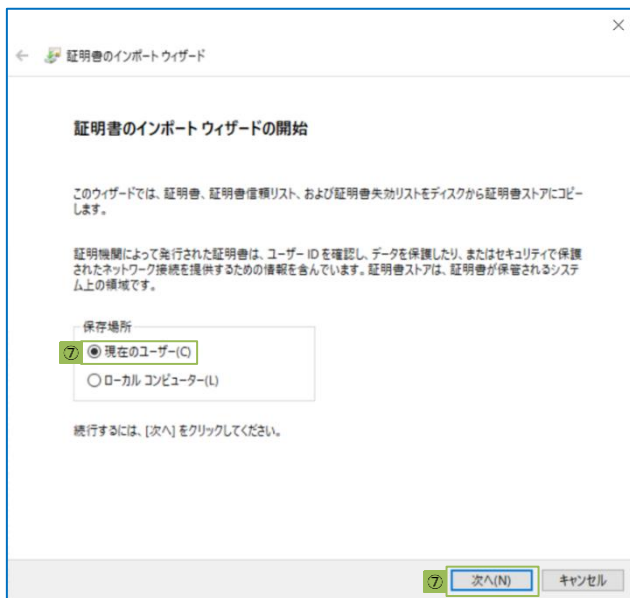 証明書のインポート ウィザード
証明書のインポート ウィザードの開始
このウィザードでは、証明書、証明書信頼リスト、および証明書失効リストをディスクから証明書ストアにコピー
します。
証明機関によって発行された証明書は、ユーザー ID を確認し、データを保護したり、またはセキュリティで保護
されたネットワーク接続を提供するための情報を含んでいます。証明書ストアは、証明書が保管されるシステ
ム上の領域です。
保存場所
⑦ 現在のユーザー(C)
ローカル コンピューター(L)
続行するには、[次へ] をクリックしてください。
⑦ 次へ(N) キャンセル